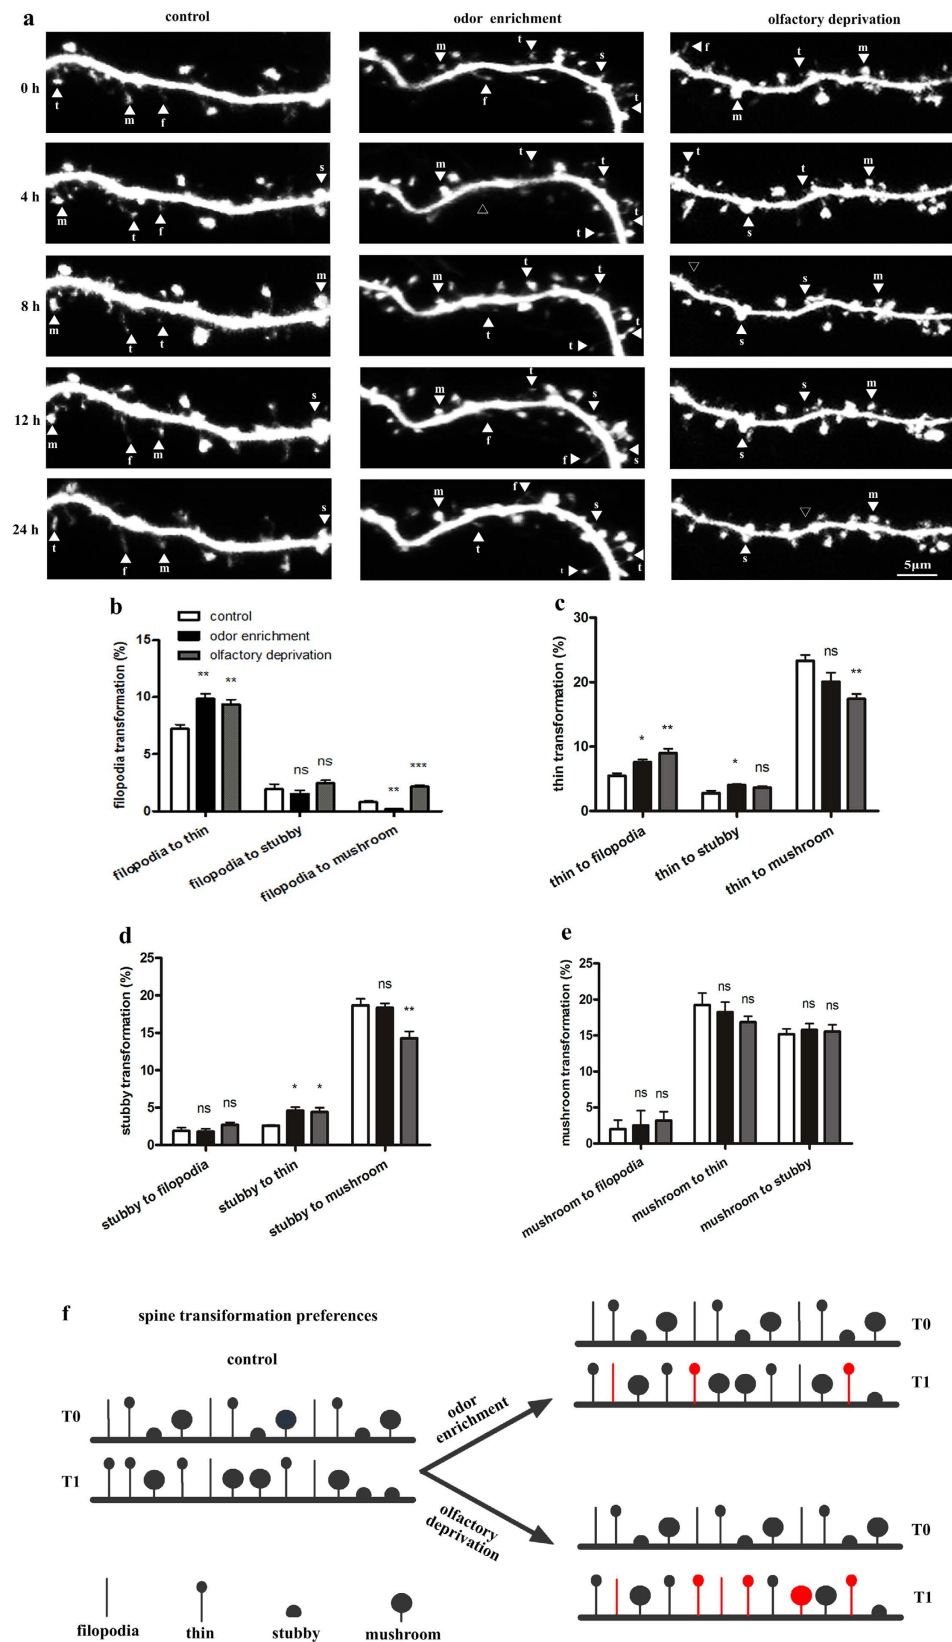 a
control
odor enrichment
olfactory deprivation
0 h
t
m
f
m
t
f
s
t
f
t
m
m
4 h
m
t
f
s
m
t
t
t
t
t
t
m
s
8 h
m
t
t
m
m
t
t
t
t
t
s
m
s
12 h
m
f
m
s
m
t
f
s
f
s
s
m
s
24 h
t
f
m
s
m
f
t
s
t
t
m
s
5μm
b
control
odor enrichment
olfactory deprivation
filopodia transformation (%)
15
10
5
0
** **
ns ns
** ***
filopodia to thin
filopodia to stubby
filopodia to mushroom
c
thin transformation (%)
30
20
10
0
* **
* ns
ns **
thin to filopodia
thin to stubby
thin to mushroom
d
stubby transformation (%)
25
20
15
10
5
0
ns ns
* *
ns **
stubby to filopodia
stubby to thin
stubby to mushroom
e
mushroom transformation (%)
25
20
15
10
5
0
ns ns
ns ns
ns ns
mushroom to filopodia
mushroom to thin
mushroom to stubby
f
spine transformation preferences
control
T0
T1
odor
enrichment
olfactory
deprivation
T0
T1
T0
T1
filopodia
thin
stubby
mushroom